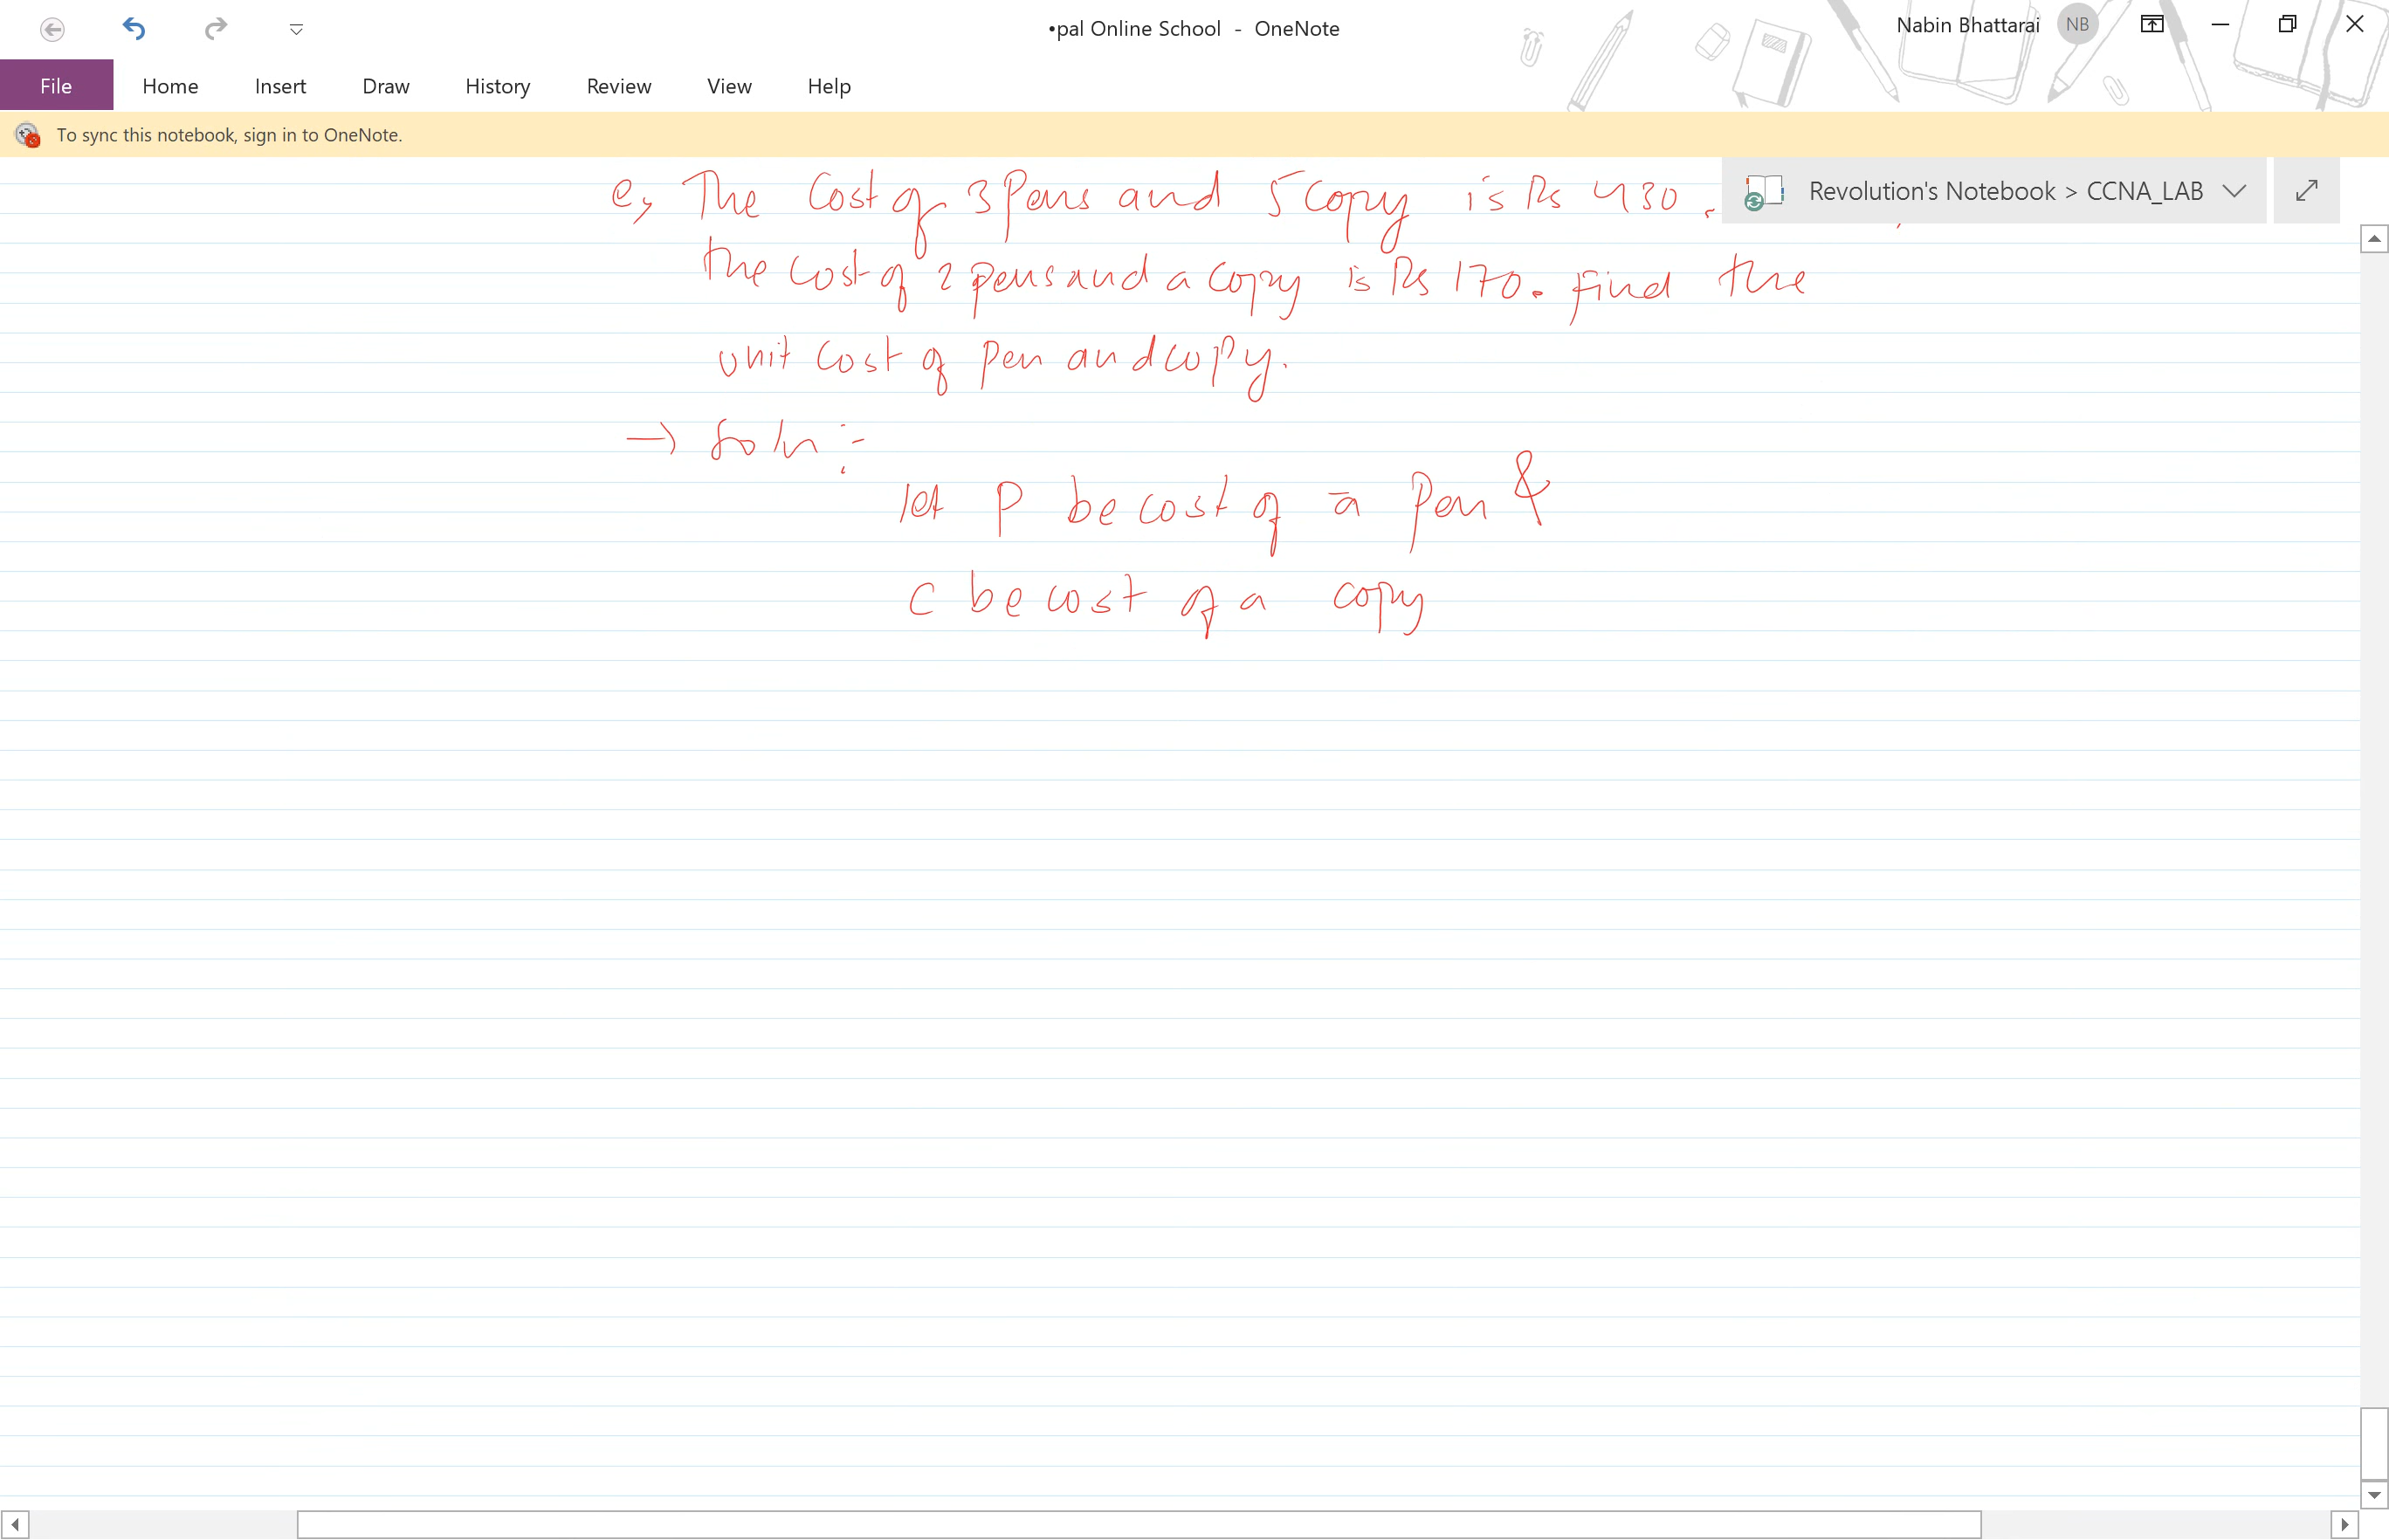 •pal Online School - OneNote
Nabin Bhattarai NB
File Home Insert Draw History Review View Help
To sync this notebook, sign in to OneNote.
Revolution's Notebook > CCNA_LAB
e, The Cost of 3 Pens and 5 Copy is Rs 430.
the cost of 2 pens and a copy is Rs 170. Find the
unit cost of pen and copy.
→ Soln :-
let P be cost of a Pen &
C be cost of a copy